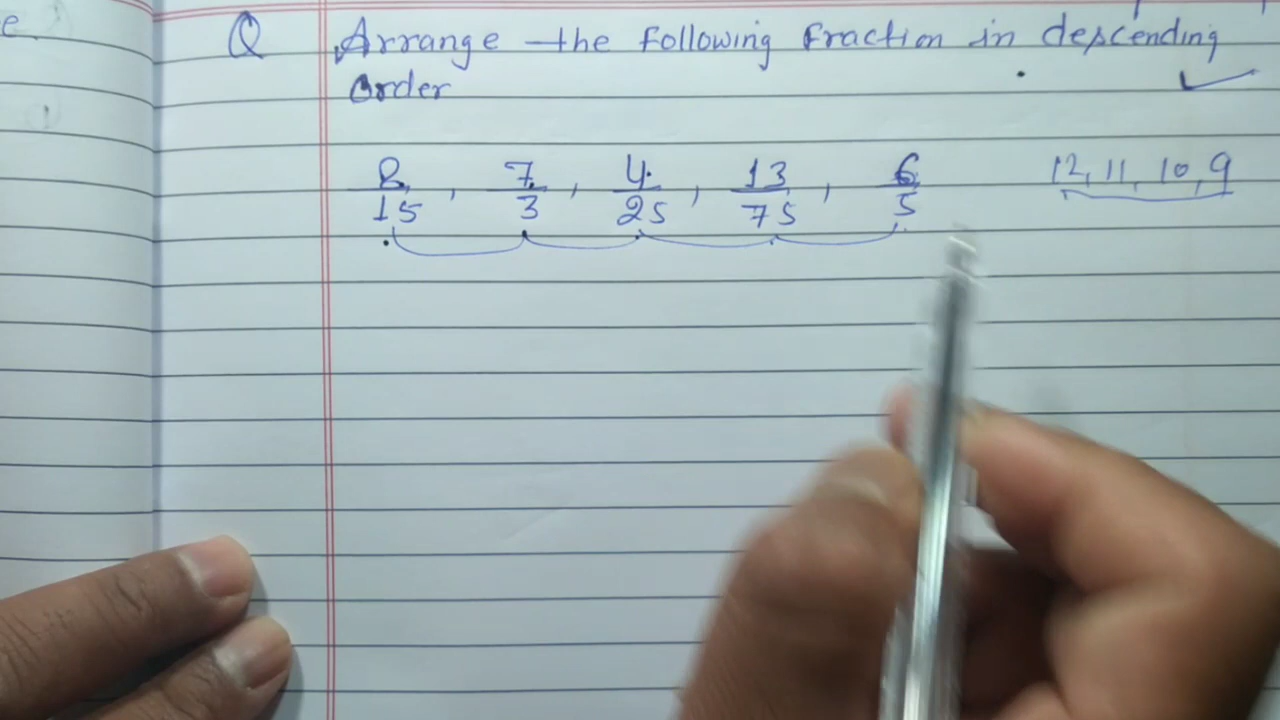 Q Arrange the following fraction in descending
order
8/15, 7/3, 4/25, 13/75, 6/5 12, 11, 10, 9